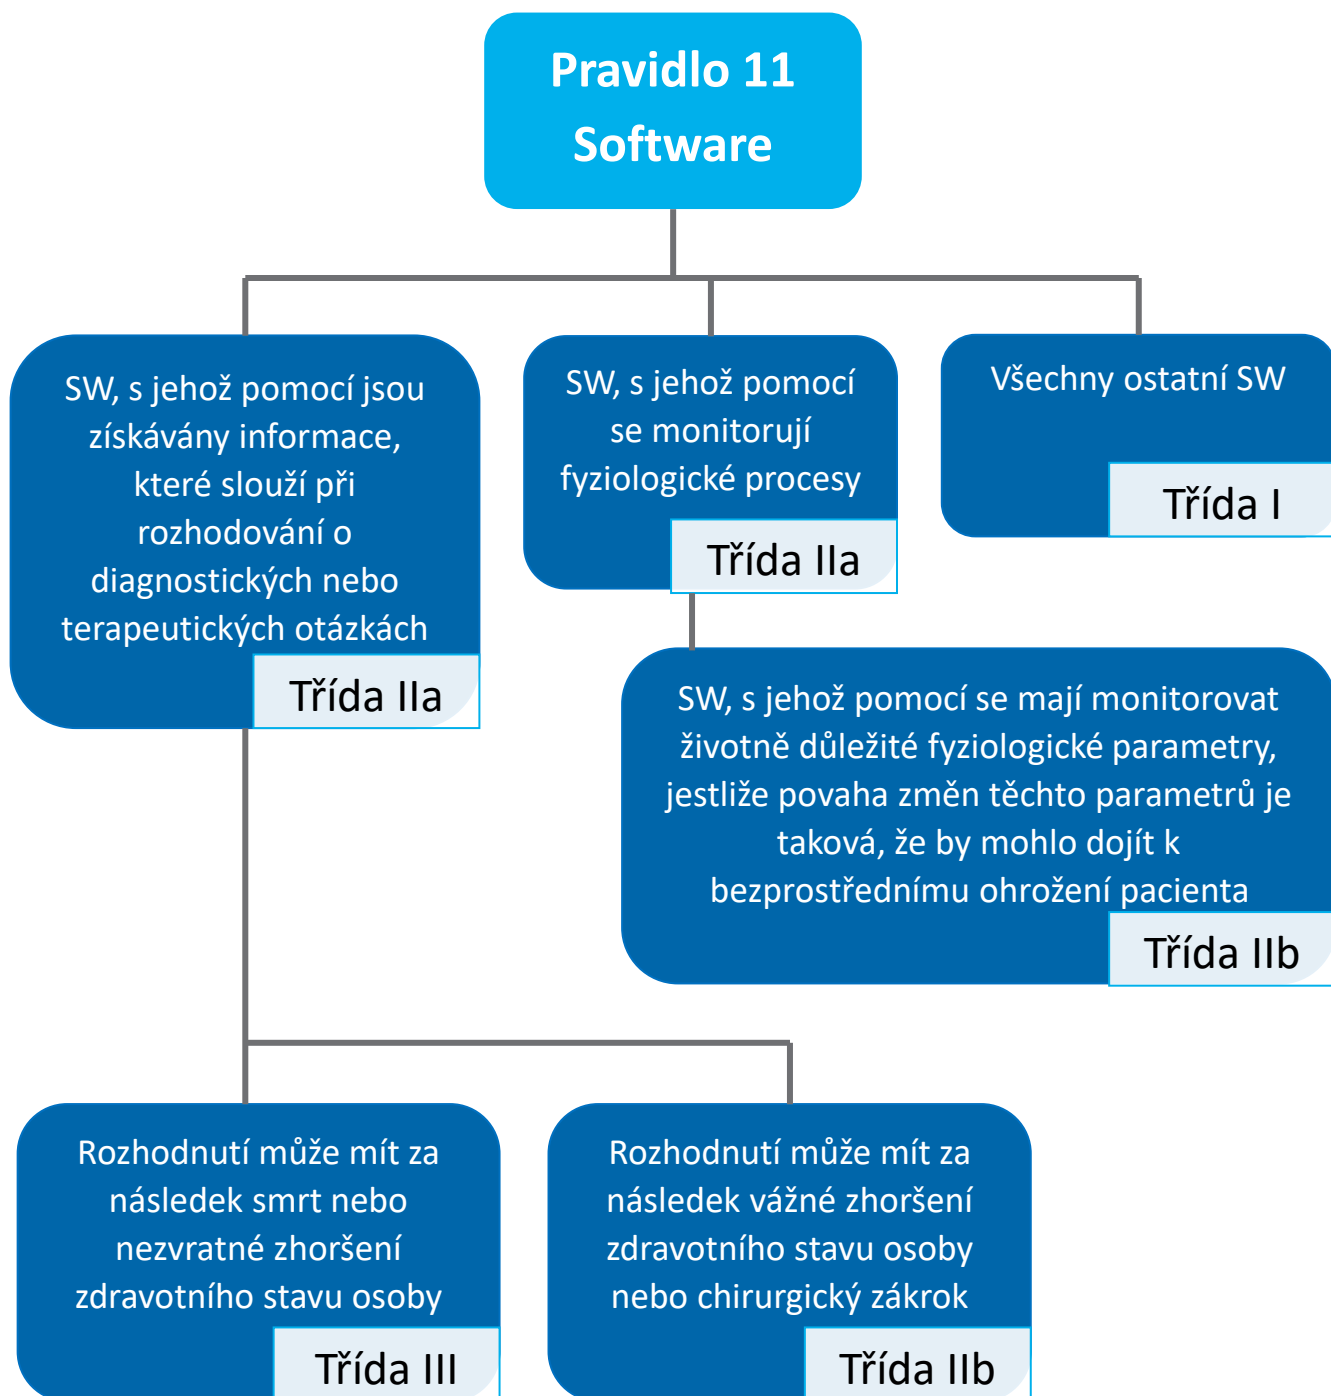 Pravidlo 11
Software
SW, s jehož pomocí jsou
získávány informace,
které slouží při
rozhodování o
diagnostických nebo
terapeutických otázkách
Třída IIa
SW, s jehož pomocí
se monitorují
fyziologické procesy
Třída IIa
Všechny ostatní SW
Třída I
SW, s jehož pomocí se mají monitorovat
životně důležité fyziologické parametry,
jestliže povaha změn těchto parametrů je
taková, že by mohlo dojít k
bezprostřednímu ohrožení pacienta
Třída IIb
Rozhodnutí může mít za
následek smrt nebo
nezvratné zhoršení
zdravotního stavu osoby
Třída III
Rozhodnutí může mít za
následek vážné zhoršení
zdravotního stavu osoby
nebo chirurgický zákrok
Třída IIb